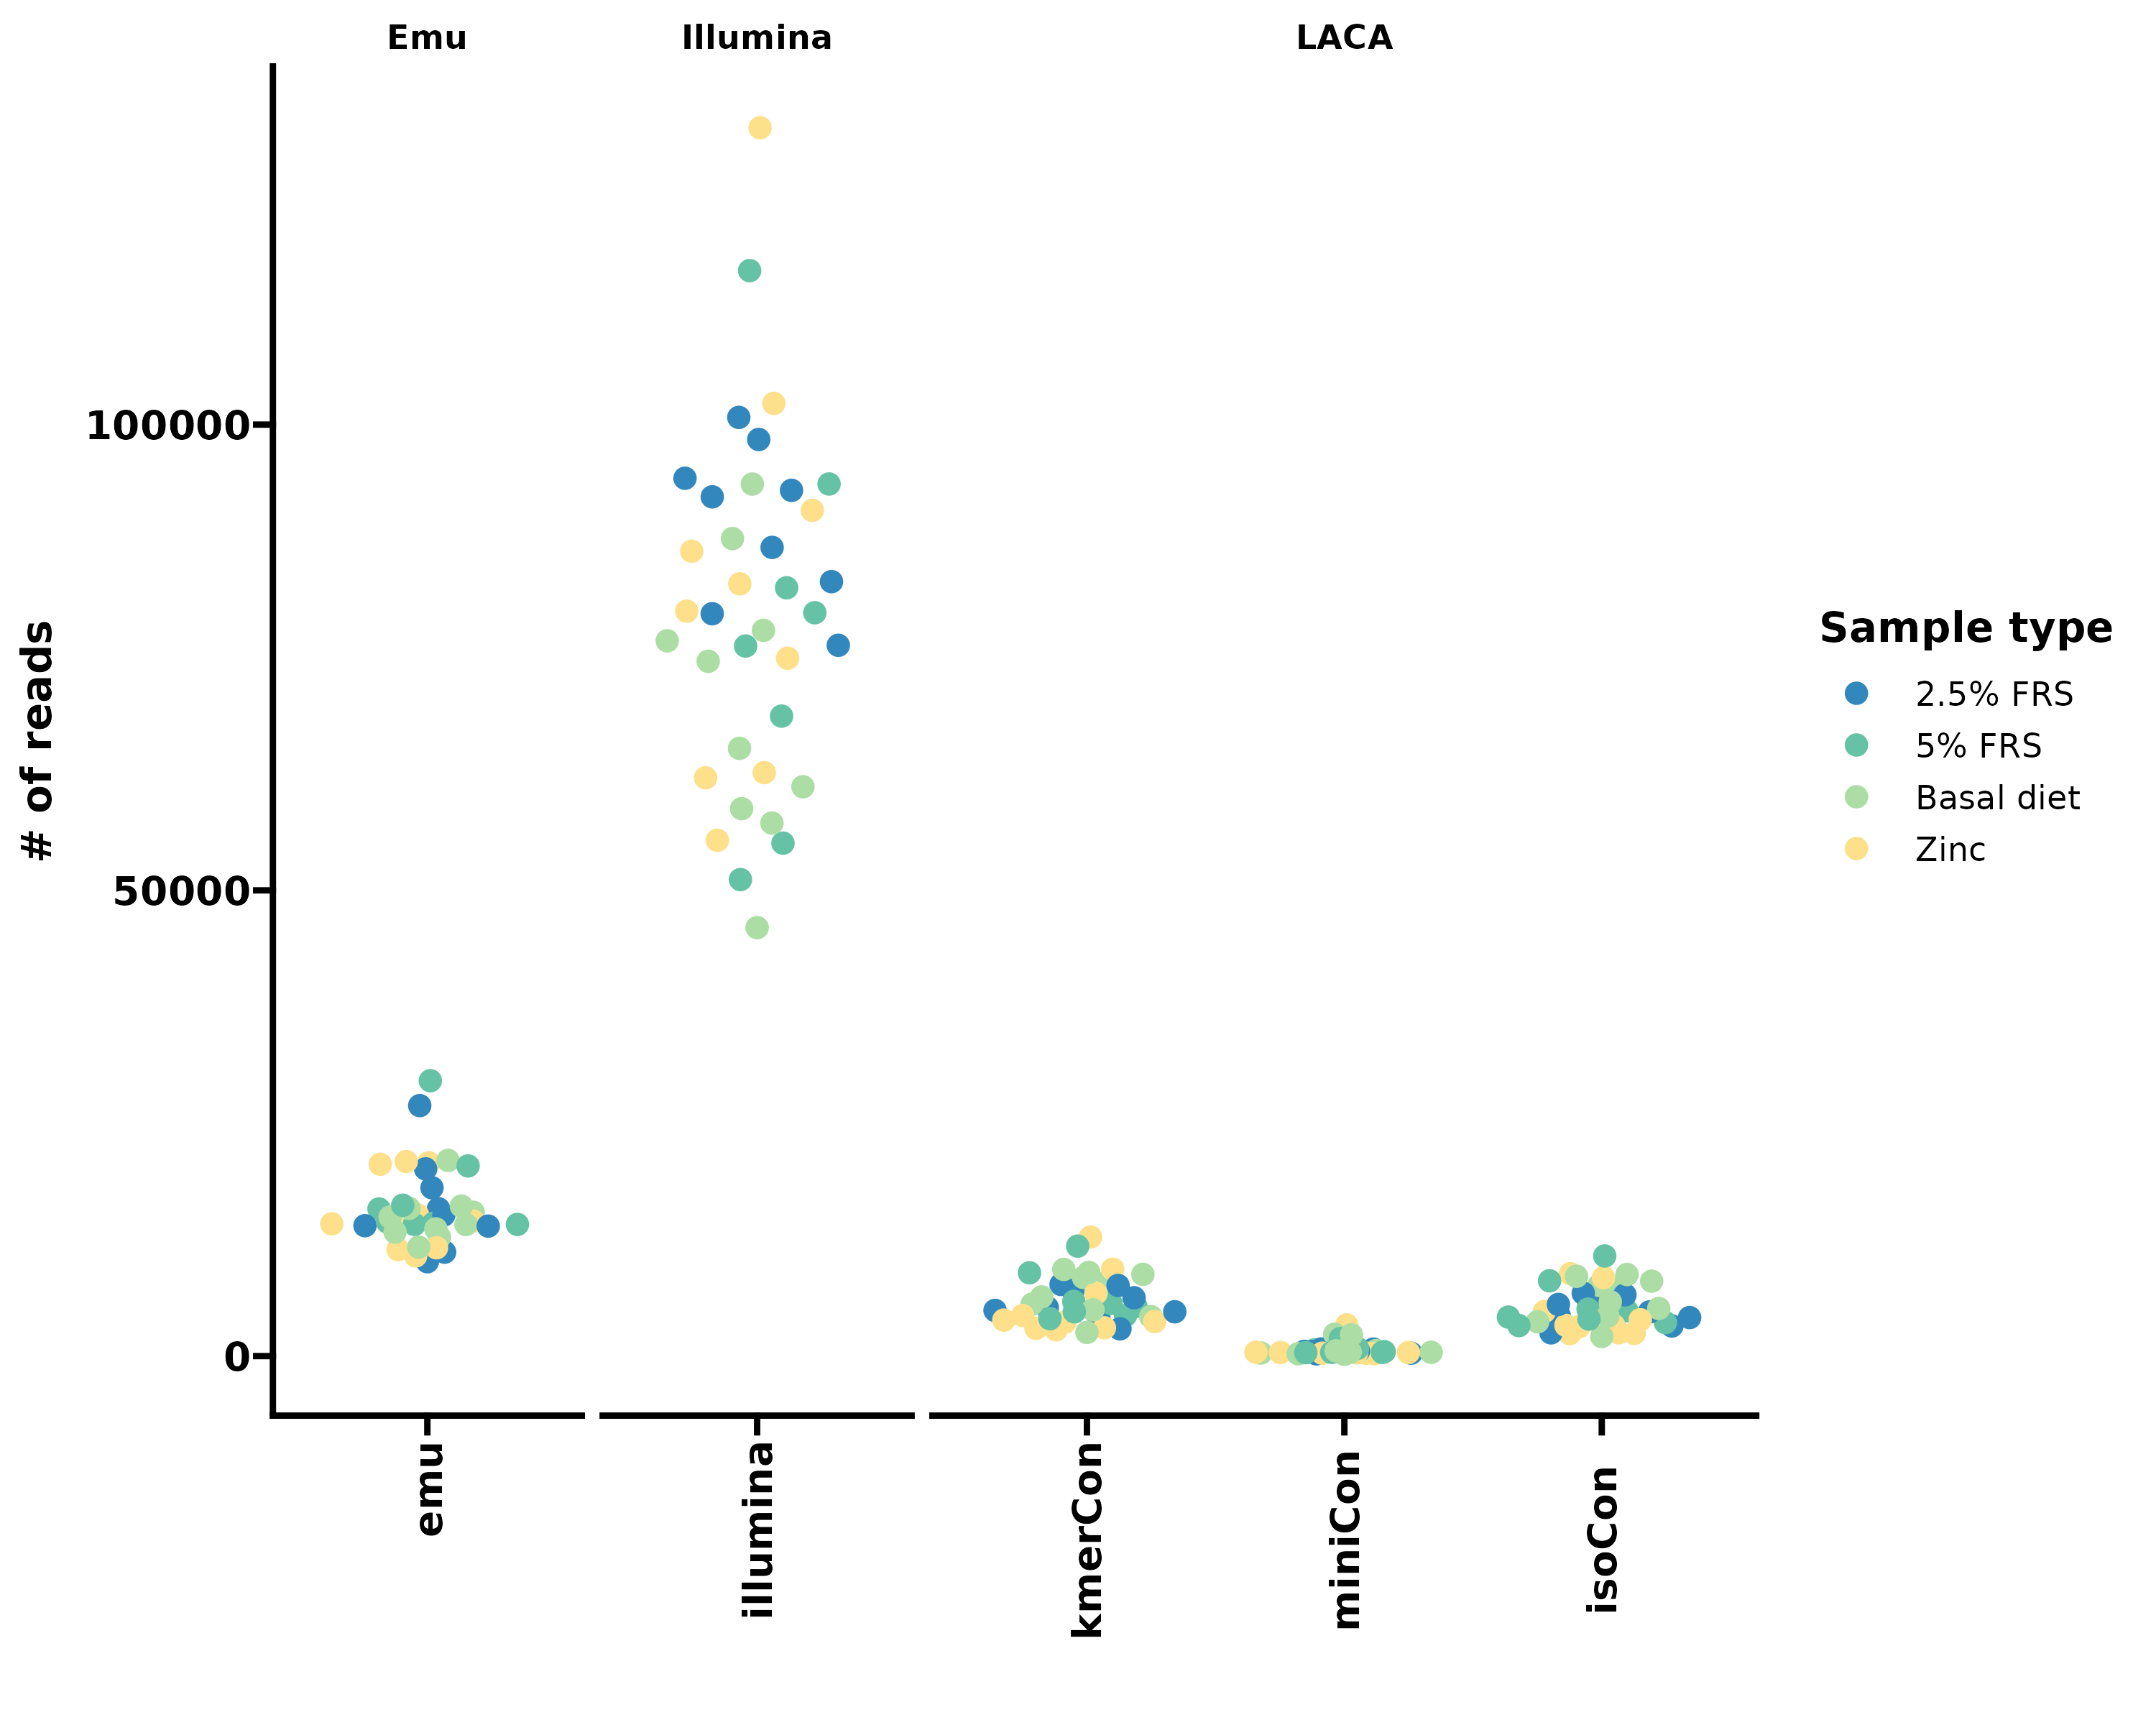 Emu
Illumina
LACA
# of reads
100000
50000
0
emu
illumina
kmerCon
miniCon
isoCon
Sample type
2.5% FRS
5% FRS
Basal diet
Zinc